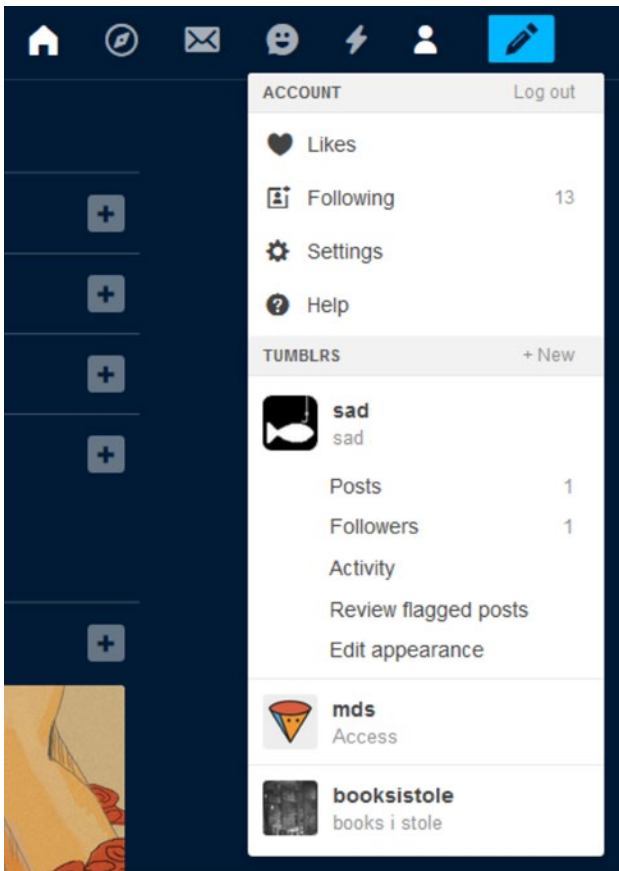 ACCOUNT Log out
Likes
Following 13
Settings
Help
TUMBLRS + New
sad
sad
Posts 1
Followers 1
Activity
Review flagged posts
Edit appearance
mds
Access
booksistole
books i stole